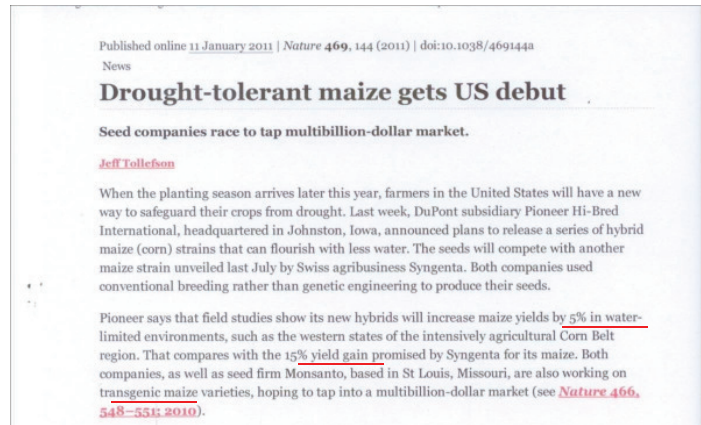 Published online 11 January 2011 | Nature 469, 144 (2011) | doi:10.1038/469144a
News
Drought-tolerant maize gets US debut
Seed companies race to tap multibillion-dollar market.
Jeff Tollefson
When the planting season arrives later this year, farmers in the United States will have a new
way to safeguard their crops from drought. Last week, DuPont subsidiary Pioneer Hi-Bred
International, headquartered in Johnston, Iowa, announced plans to release a series of hybrid
maize (corn) strains that can flourish with less water. The seeds will compete with another
maize strain unveiled last July by Swiss agribusiness Syngenta. Both companies used
conventional breeding rather than genetic engineering to produce their seeds.
Pioneer says that field studies show its new hybrids will increase maize yields by 5% in water-
limited environments, such as the western states of the intensively agricultural Corn Belt
region. That compares with the 15% yield gain promised by Syngenta for its maize. Both
companies, as well as seed firm Monsanto, based in St Louis, Missouri, are also working on
transgenic maize varieties, hoping to tap into a multibillion-dollar market (see Nature 466,
548–551; 2010).